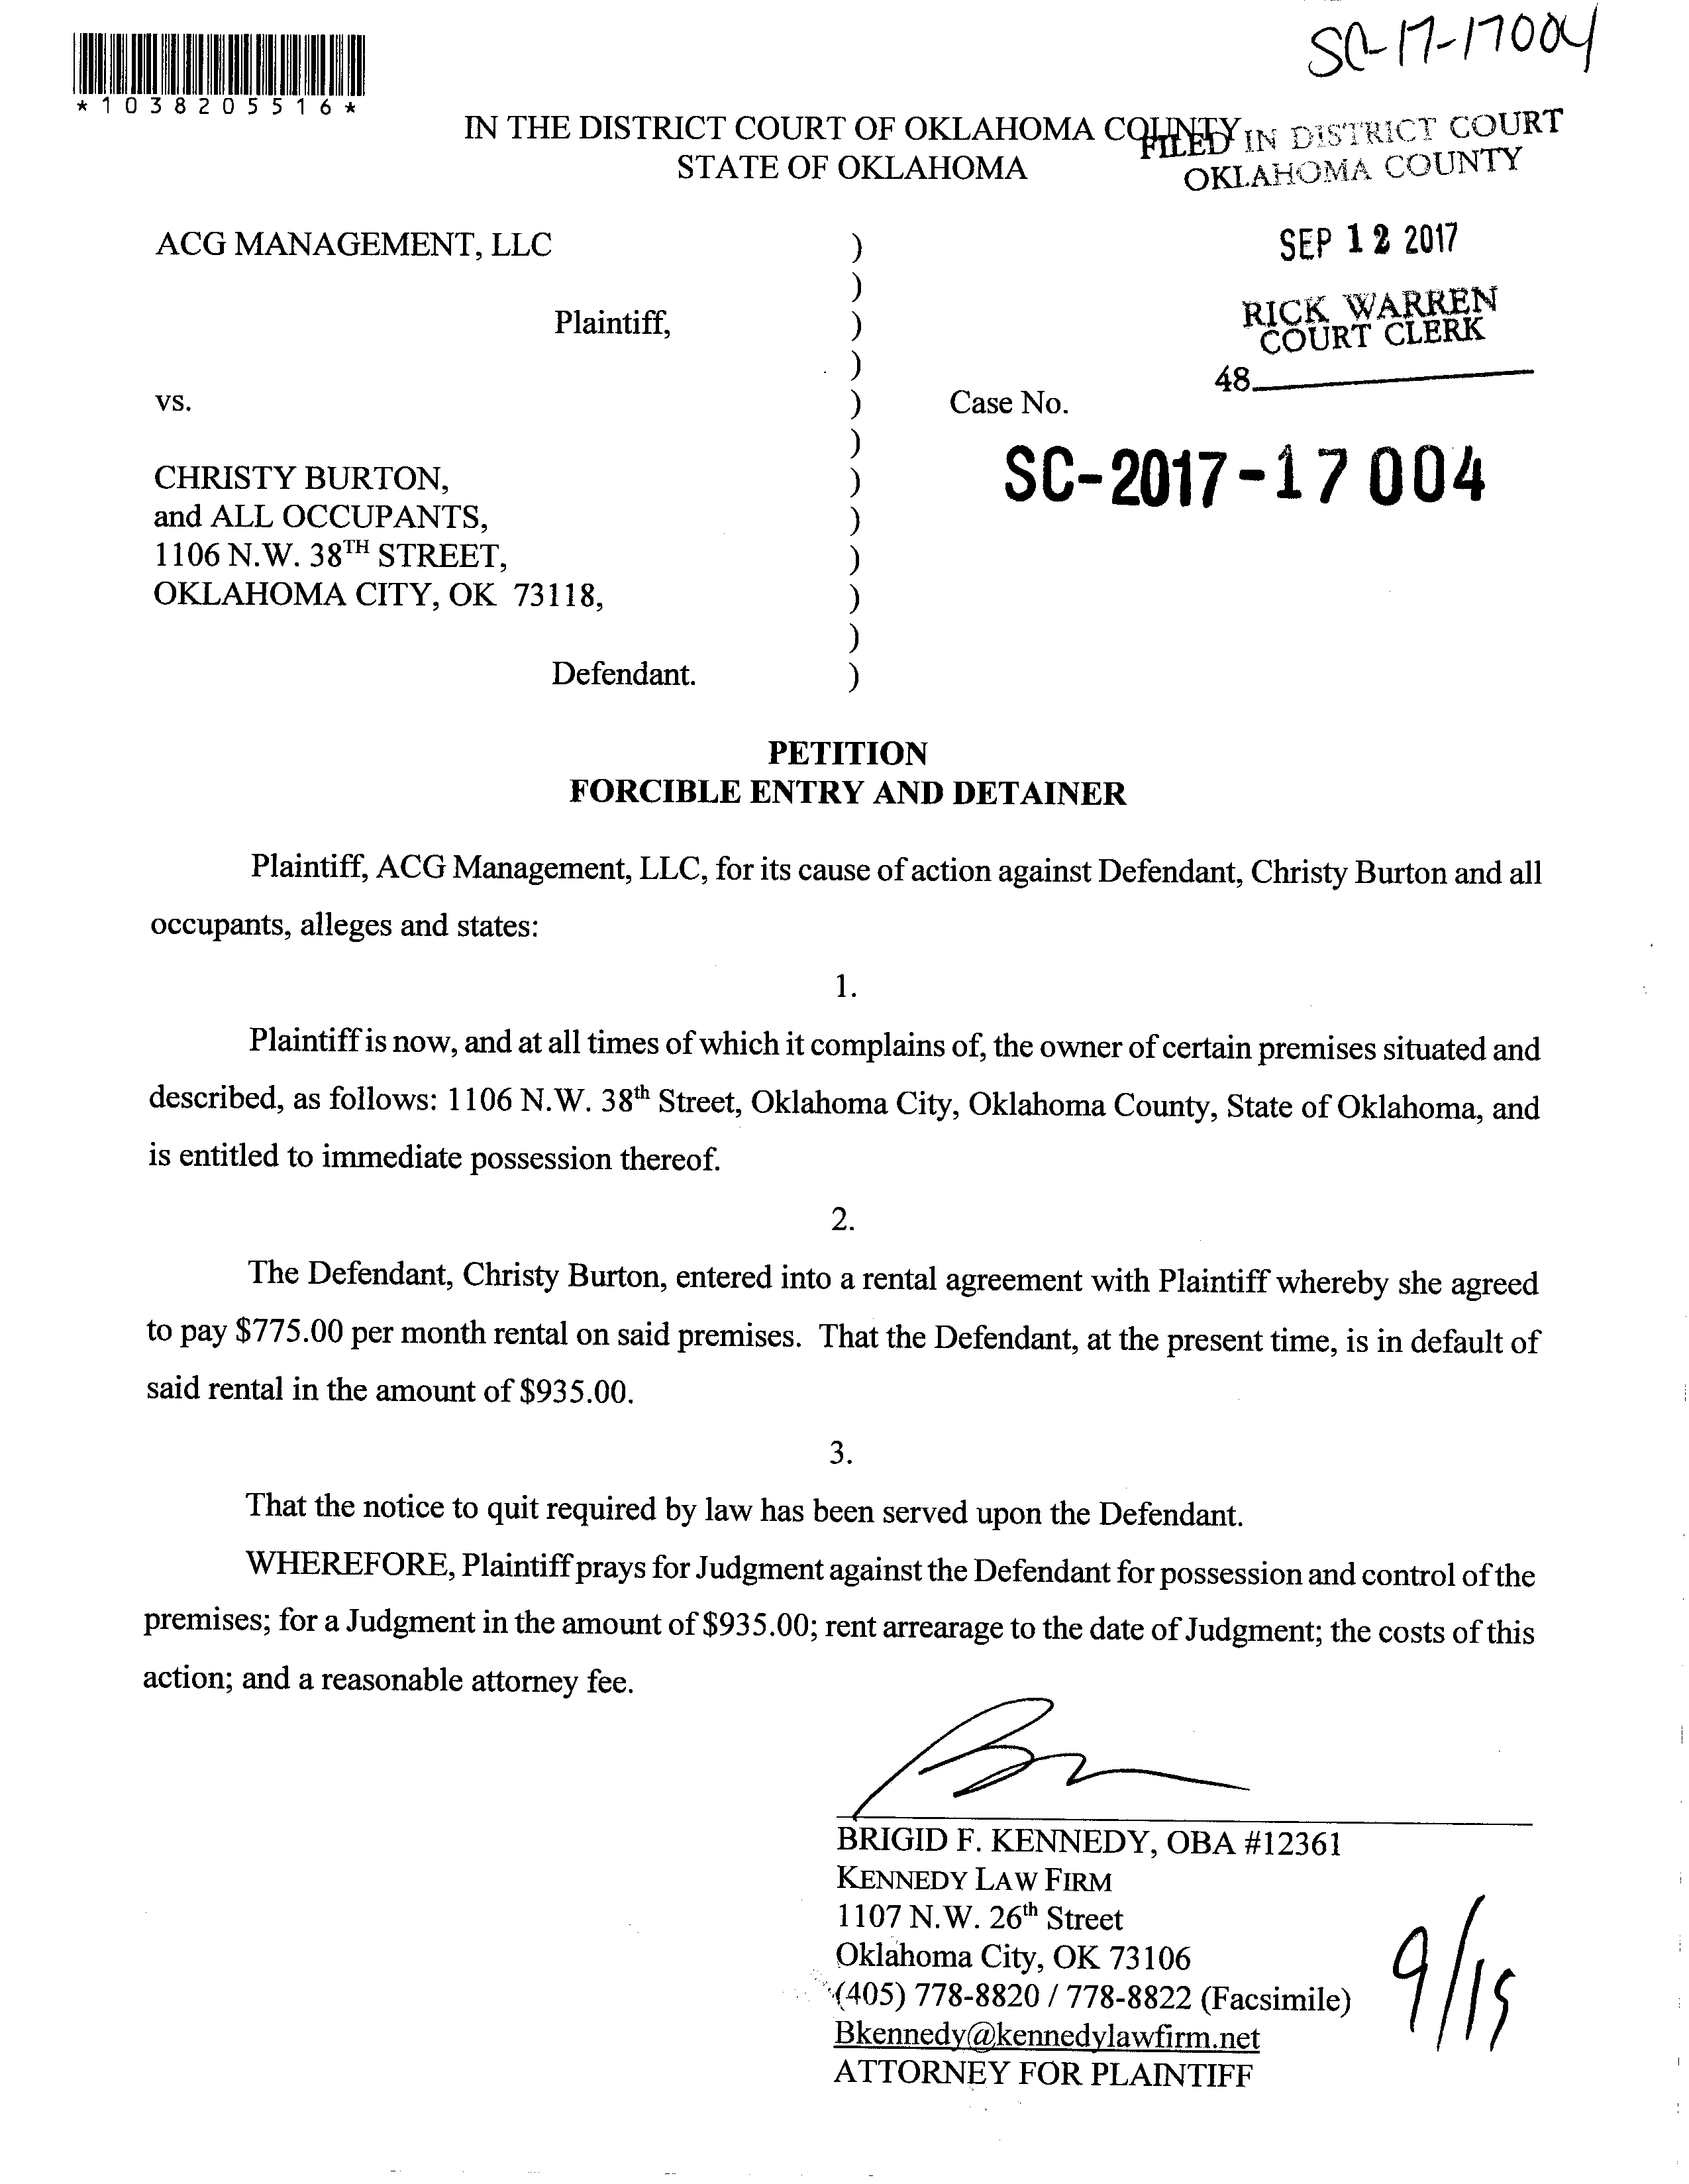 SC-17-17004
*1038205516*
IN THE DISTRICT COURT OF OKLAHOMA COUNTY
STATE OF OKLAHOMA
FILED IN DISTRICT COURT
OKLAHOMA COUNTY
SEP 12 2017
RICK WARREN
COURT CLERK
48
ACG MANAGEMENT, LLC )
)
Plaintiff, )
)
vs. ) Case No.
)
SC-2017-17004
CHRISTY BURTON, )
and ALL OCCUPANTS, )
1106 N.W. 38TH STREET, )
OKLAHOMA CITY, OK 73118, )
)
Defendant. )
PETITION
FORCIBLE ENTRY AND DETAINER
Plaintiff, ACG Management, LLC, for its cause of action against Defendant, Christy Burton and all
occupants, alleges and states:
1.
Plaintiff is now, and at all times of which it complains of, the owner of certain premises situated and
described, as follows: 1106 N.W. 38th Street, Oklahoma City, Oklahoma County, State of Oklahoma, and
is entitled to immediate possession thereof.
2.
The Defendant, Christy Burton, entered into a rental agreement with Plaintiff whereby she agreed
to pay $775.00 per month rental on said premises. That the Defendant, at the present time, is in default of
said rental in the amount of $935.00.
3.
That the notice to quit required by law has been served upon the Defendant.
WHEREFORE, Plaintiff prays for Judgment against the Defendant for possession and control of the
premises; for a Judgment in the amount of $935.00; rent arrearage to the date of Judgment; the costs of this
action; and a reasonable attorney fee.
BRIGID F. KENNEDY, OBA #12361
KENNEDY LAW FIRM
1107 N.W. 26th Street
Oklahoma City, OK 73106
(405) 778-8820 / 778-8822 (Facsimile)
Bkennedy@kennedylawfirm.net
ATTORNEY FOR PLAINTIFF
9/15